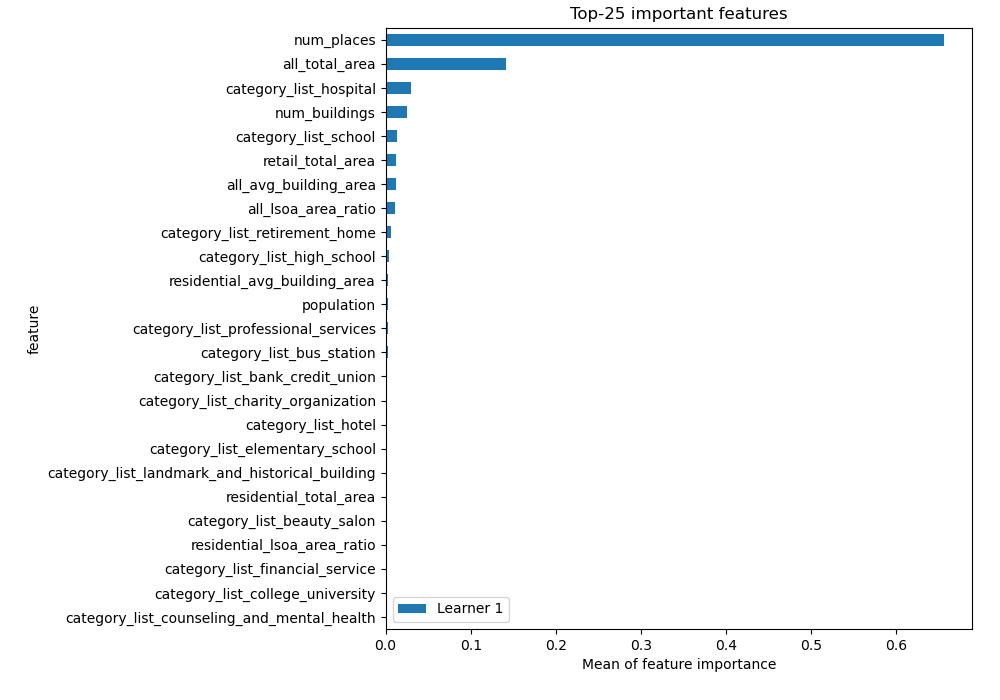 Top-25 important features
num_places
all_total_area
category_list_hospital
num_buildings
category_list_school
retail_total_area
all_avg_building_area
all_lsoa_area_ratio
category_list_retirement_home
category_list_high_school
residential_avg_building_area
population
category_list_professional_services
category_list_bus_station
category_list_bank_credit_union
category_list_charity_organization
category_list_hotel
category_list_elementary_school
category_list_landmark_and_historical_building
residential_total_area
category_list_beauty_salon
residential_lsoa_area_ratio
category_list_financial_service
category_list_college_university
category_list_counseling_and_mental_health
feature
Learner 1
0.0 0.1 0.2 0.3 0.4 0.5 0.6
Mean of feature importance